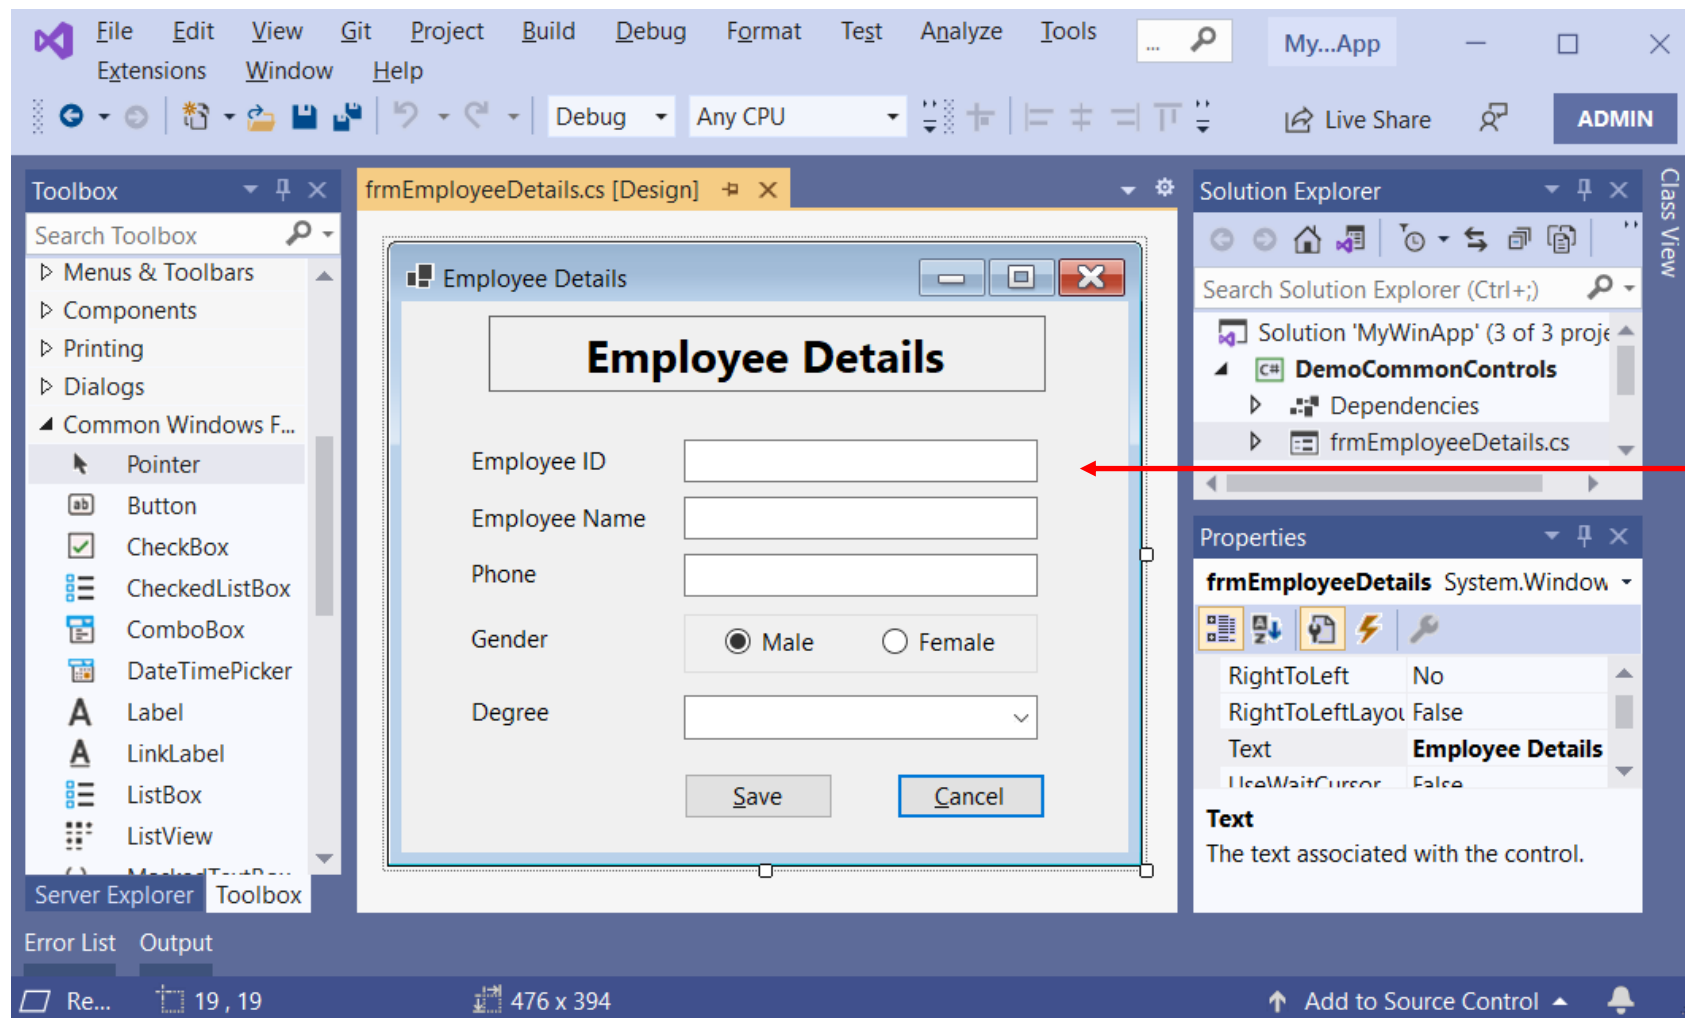 File Edit View Git Project Build Debug Format Test Analyze Tools ... My...App
Extensions Window Help
Debug Any CPU Live Share ADMIN
Toolbox
Search Toolbox
Menus & Toolbars
Components
Printing
Dialogs
Common Windows F...
Pointer
Button
CheckBox
CheckedListBox
ComboBox
DateTimePicker
Label
LinkLabel
ListBox
ListView
MaskedTextBox
Server Explorer Toolbox
frmEmployeeDetails.cs [Design]
Employee Details
Employee Details
Employee ID
Employee Name
Phone
Gender Male Female
Degree
Save Cancel
Solution Explorer
Search Solution Explorer (Ctrl+;)
Solution 'MyWinApp' (3 of 3 proje
C# DemoCommonControls
Dependencies
frmEmployeeDetails.cs
Properties
frmEmployeeDetails System.Window
RightToLeft No
RightToLeftLayou False
Text Employee Details
UseWaitCursor False
Text
The text associated with the control.
Class View
Error List Output
Re... 19 , 19 476 x 394 Add to Source Control